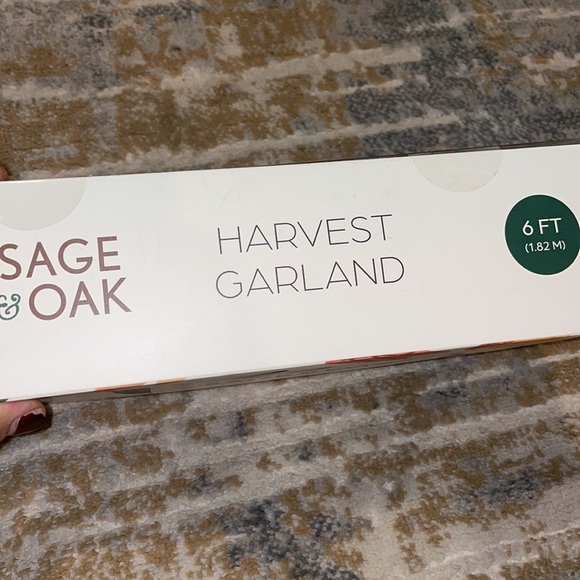 SAGE
& OAK
HARVEST
GARLAND
6 FT
(1.82 M)